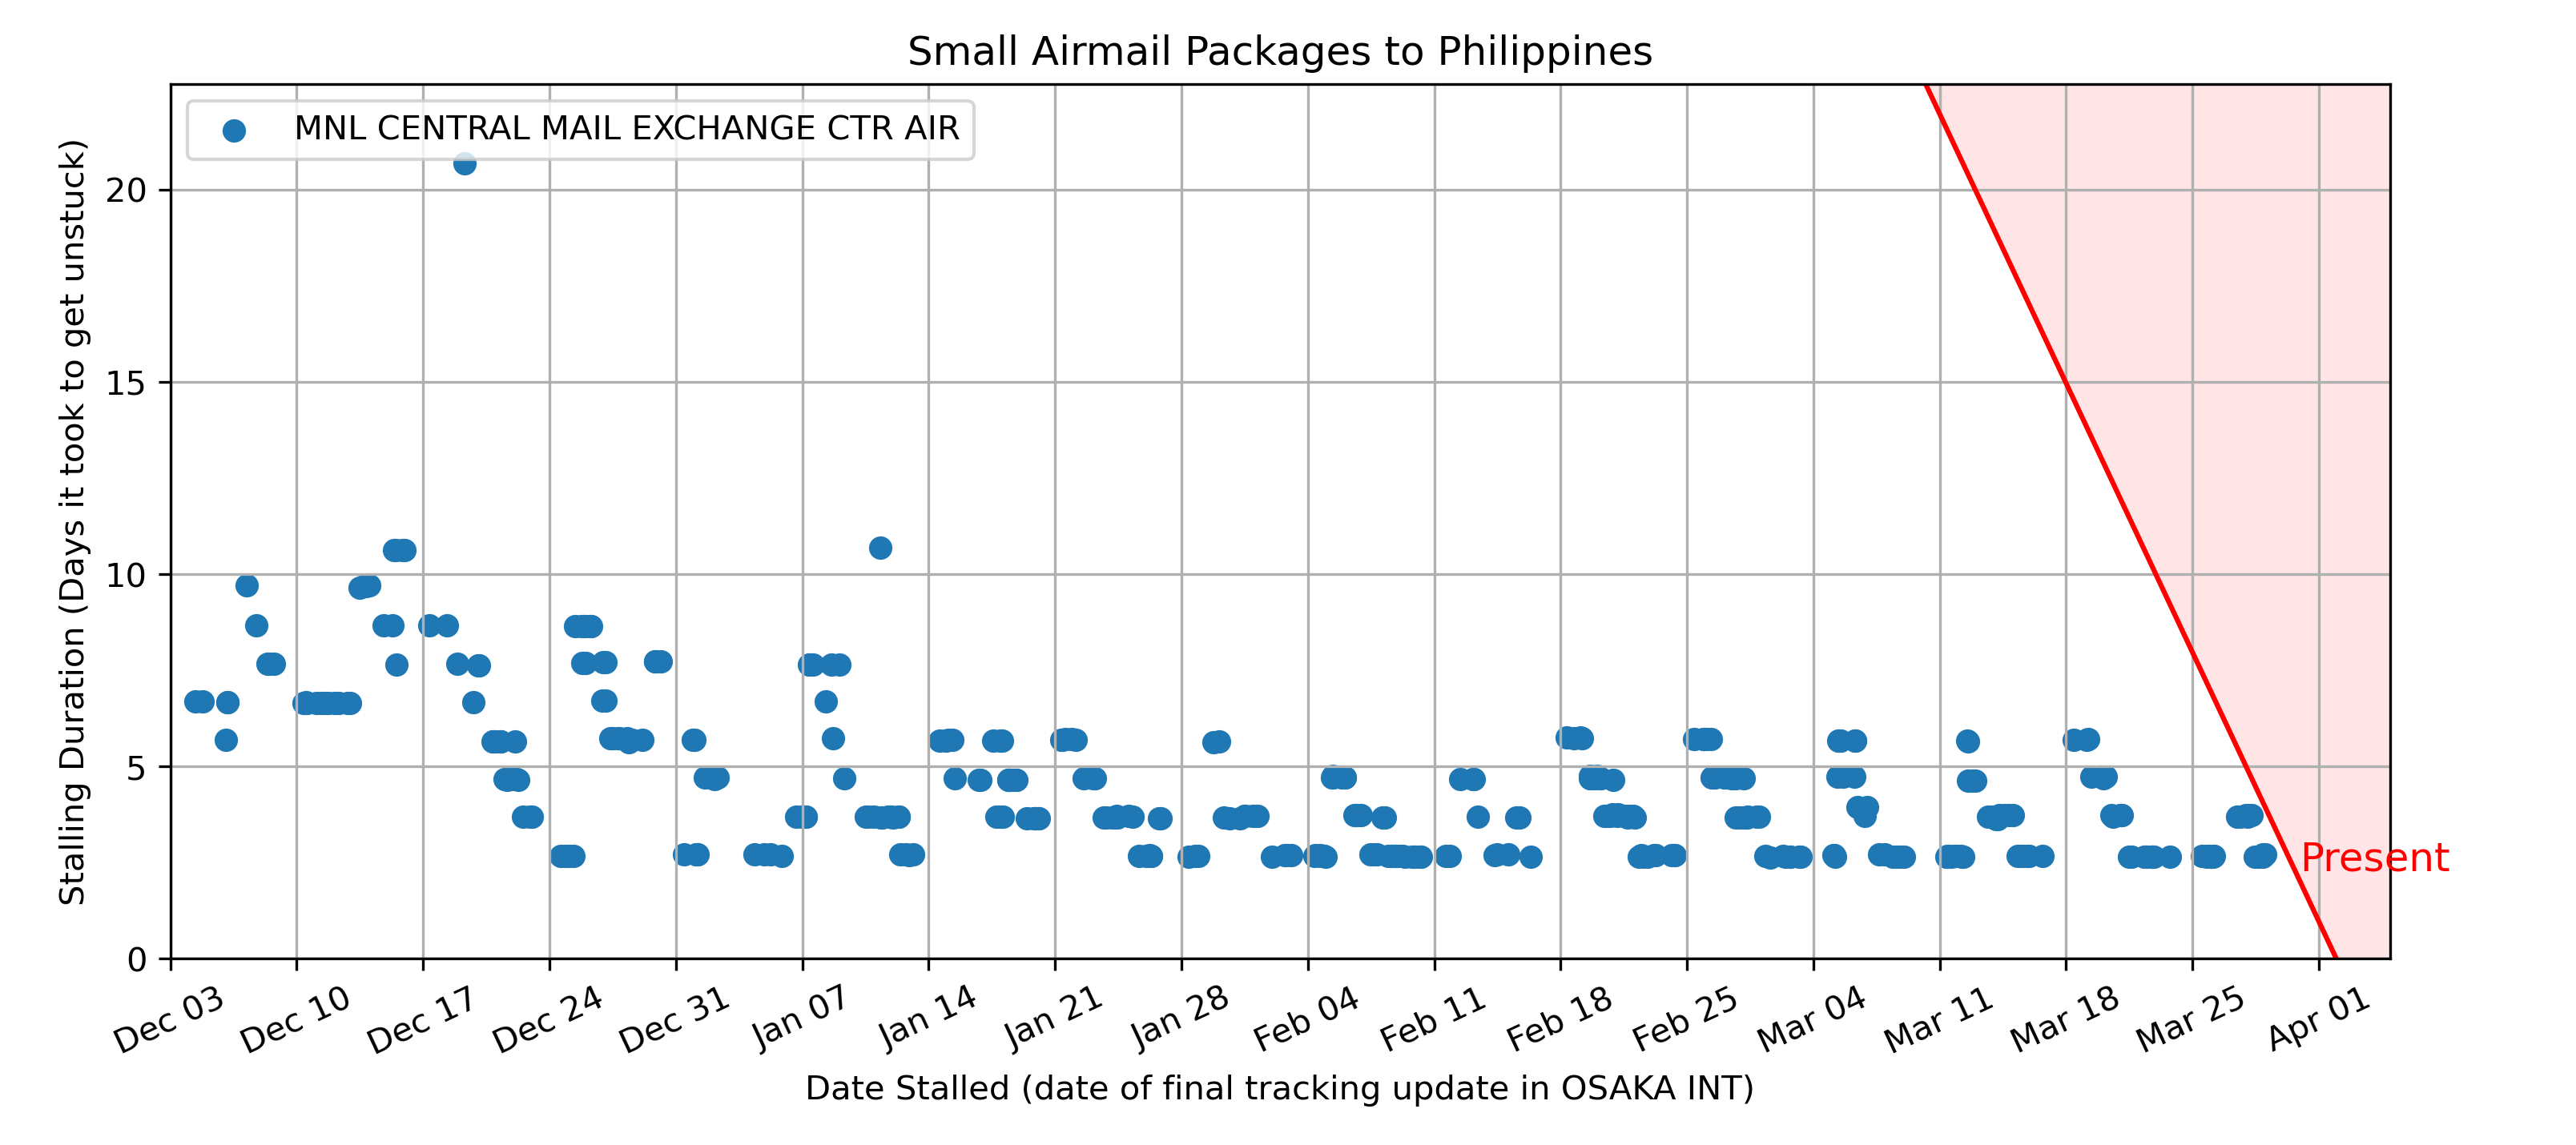 Small Airmail Packages to Philippines
MNL CENTRAL MAIL EXCHANGE CTR AIR
Stalling Duration (Days it took to get unstuck)
20
15
10
5
0
Present
Dec 03
Dec 10
Dec 17
Dec 24
Dec 31
Jan 07
Jan 14
Jan 21
Jan 28
Feb 04
Feb 11
Feb 18
Feb 25
Mar 04
Mar 11
Mar 18
Mar 25
Apr 01
Date Stalled (date of final tracking update in OSAKA INT)